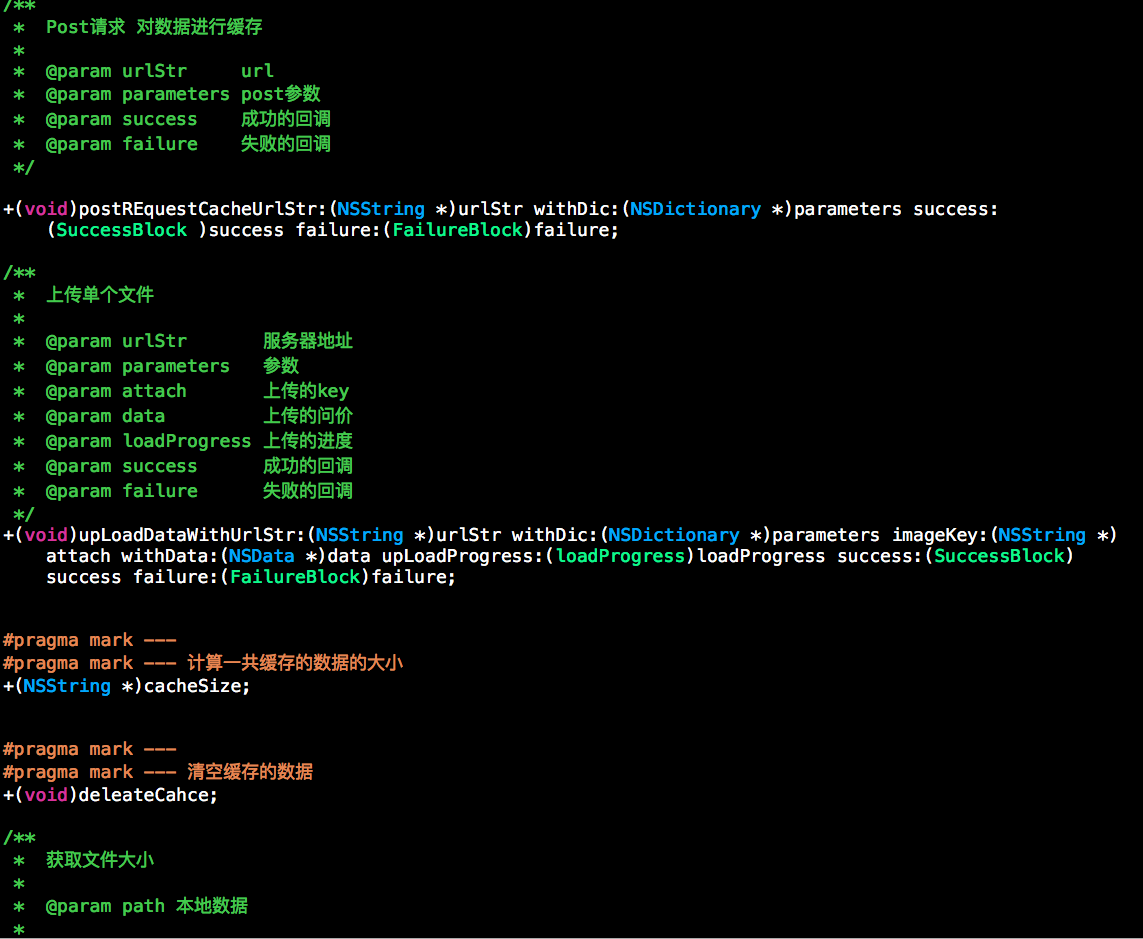 /**
 *  Post请求 对数据进行缓存
 *
 *  @param urlStr     url
 *  @param parameters post参数
 *  @param success    成功的回调
 *  @param failure    失败的回调
 */
+(void)postREquestCacheUrlStr:(NSString *)urlStr withDic:(NSDictionary *)parameters success:
    (SuccessBlock )success failure:(FailureBlock)failure;
/**
 *  上传单个文件
 *
 *  @param urlStr       服务器地址
 *  @param parameters   参数
 *  @param attach       上传的key
 *  @param data         上传的问价
 *  @param loadProgress 上传的进度
 *  @param success      成功的回调
 *  @param failure      失败的回调
 */
+(void)upLoadDataWithUrlStr:(NSString *)urlStr withDic:(NSDictionary *)parameters imageKey:(NSString *)
    attach withData:(NSData *)data upLoadProgress:(loadProgress)loadProgress success:(SuccessBlock)
    success failure:(FailureBlock)failure;
#pragma mark ---
#pragma mark --- 计算一共缓存的数据的大小
+(NSString *)cacheSize;
#pragma mark ---
#pragma mark --- 清空缓存的数据
+(void)deleateCahce;
/**
 *  获取文件大小
 *
 *  @param path 本地数据
 *